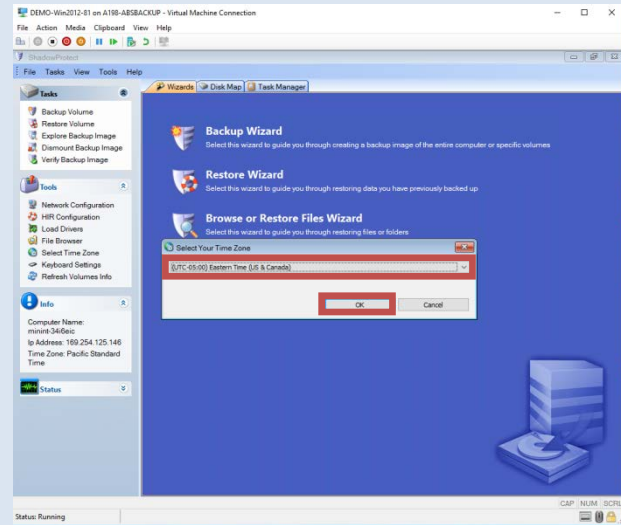 DEMO-Win2012-81 on A198-ABSBACKUP - Virtual Machine Connection
File Action Media Clipboard View Help
ShadowProtect
File Tasks View Tools Help
Tasks
Backup Volume
Restore Volume
Explore Backup Image
Dismount Backup Image
Verify Backup Image
Tools
Network Configuration
HIR Configuration
Load Drivers
File Browser
Select Time Zone
Keyboard Settings
Refresh Volumes Info
Info
Computer Name:
minint-34i6eic
Ip Address: 169.254.125.146
Time Zone: Pacific Standard
Time
Status
Wizards Disk Map Task Manager
Backup Wizard
Select this wizard to guide you through creating a backup image of the entire computer or specific volumes
Restore Wizard
Select this wizard to guide you through restoring data you have previously backed up
Browse or Restore Files Wizard
Select this wizard to guide you through restoring files or folders
Select Your Time Zone
(UTC-05:00) Eastern Time (US & Canada)
OK Cancel
CAP NUM SCRL
Status: Running